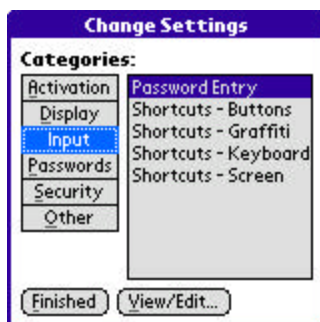 Change Settings
Categories:
Activation
Display
Input
Passwords
Security
Other
Password Entry
Shortcuts - Buttons
Shortcuts - Graffiti
Shortcuts - Keyboard
Shortcuts - Screen
Finished
View/Edit...